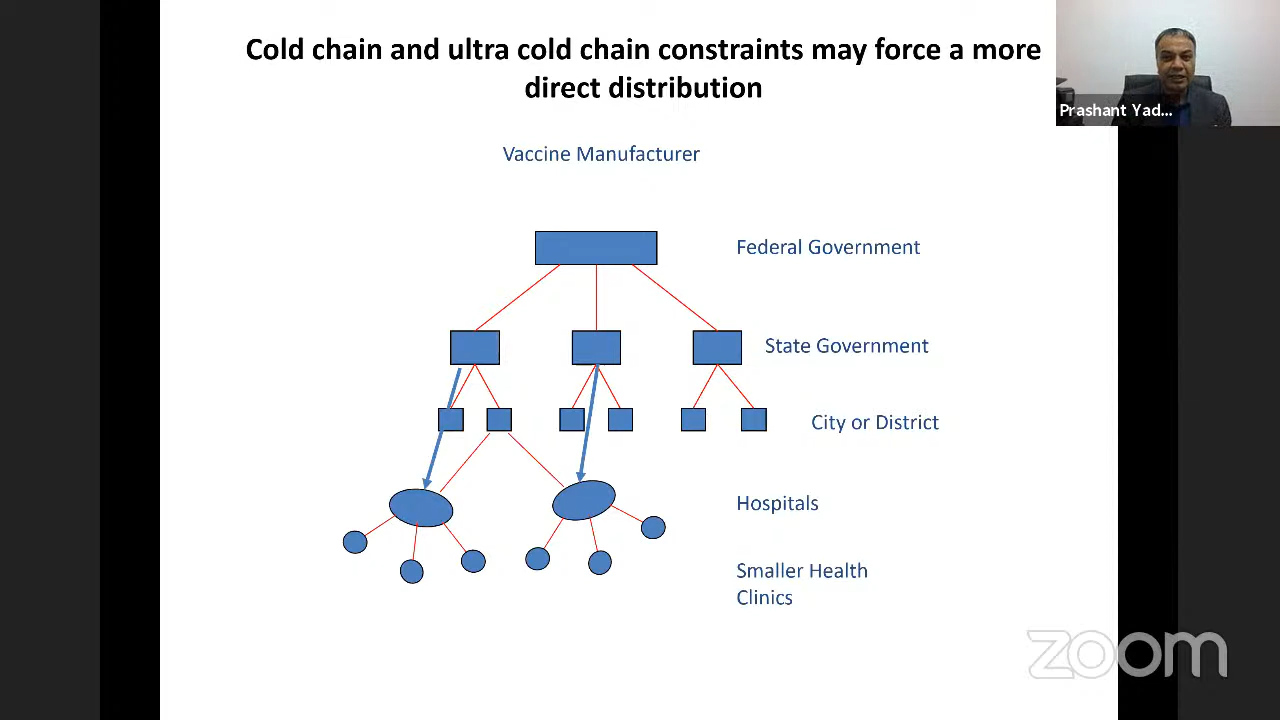 Cold chain and ultra cold chain constraints may force a more
direct distribution
Prashant Yad...
Vaccine Manufacturer
Federal Government
State Government
City or District
Hospitals
Smaller Health
Clinics
zoom